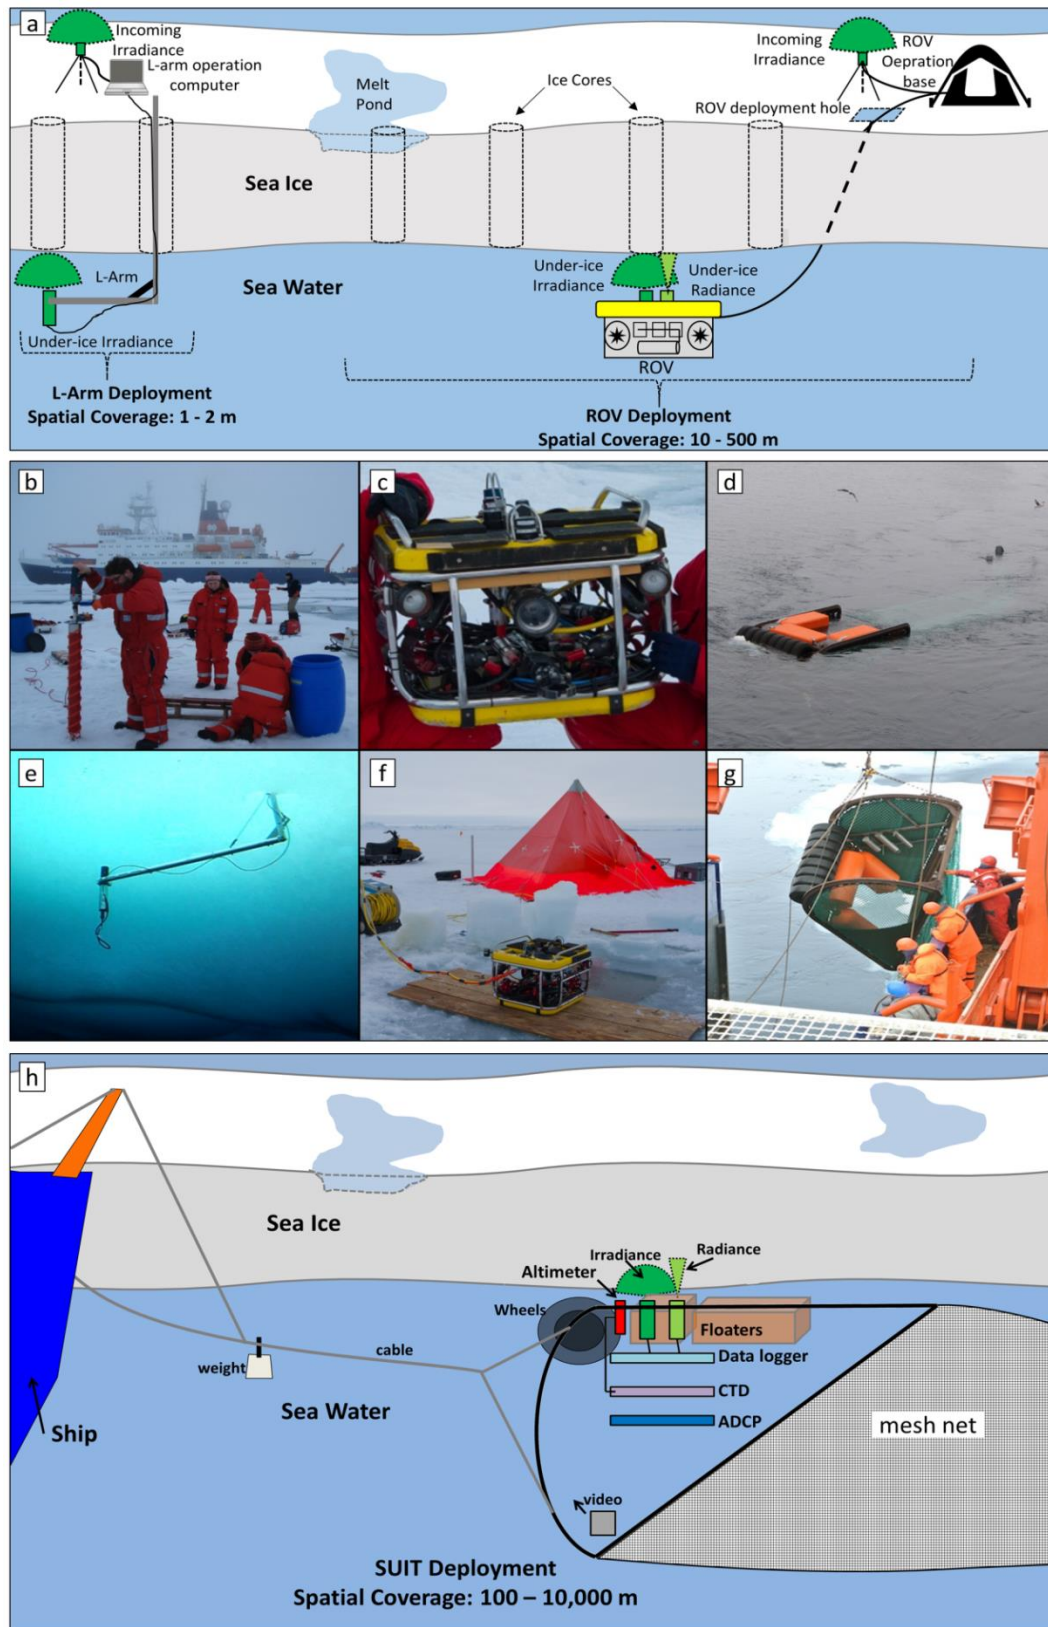 a
Incoming
Irradiance
L-arm operation
computer
Melt
Pond
Ice Cores
Incoming
Irradiance
ROV
Oepration
base
ROV deployment hole
Sea Ice
L-Arm
Sea Water
Under-ice
Irradiance
Under-ice
Radiance
Under-ice Irradiance
ROV
L-Arm Deployment
Spatial Coverage: 1 - 2 m
ROV Deployment
Spatial Coverage: 10 - 500 m
b
c
d
e
f
g
h
Sea Ice
Irradiance
Radiance
Altimeter
Wheels
Floaters
cable
weight
Data logger
Sea Water
CTD
Ship
ADCP
mesh net
video
SUIT Deployment
Spatial Coverage: 100 – 10,000 m